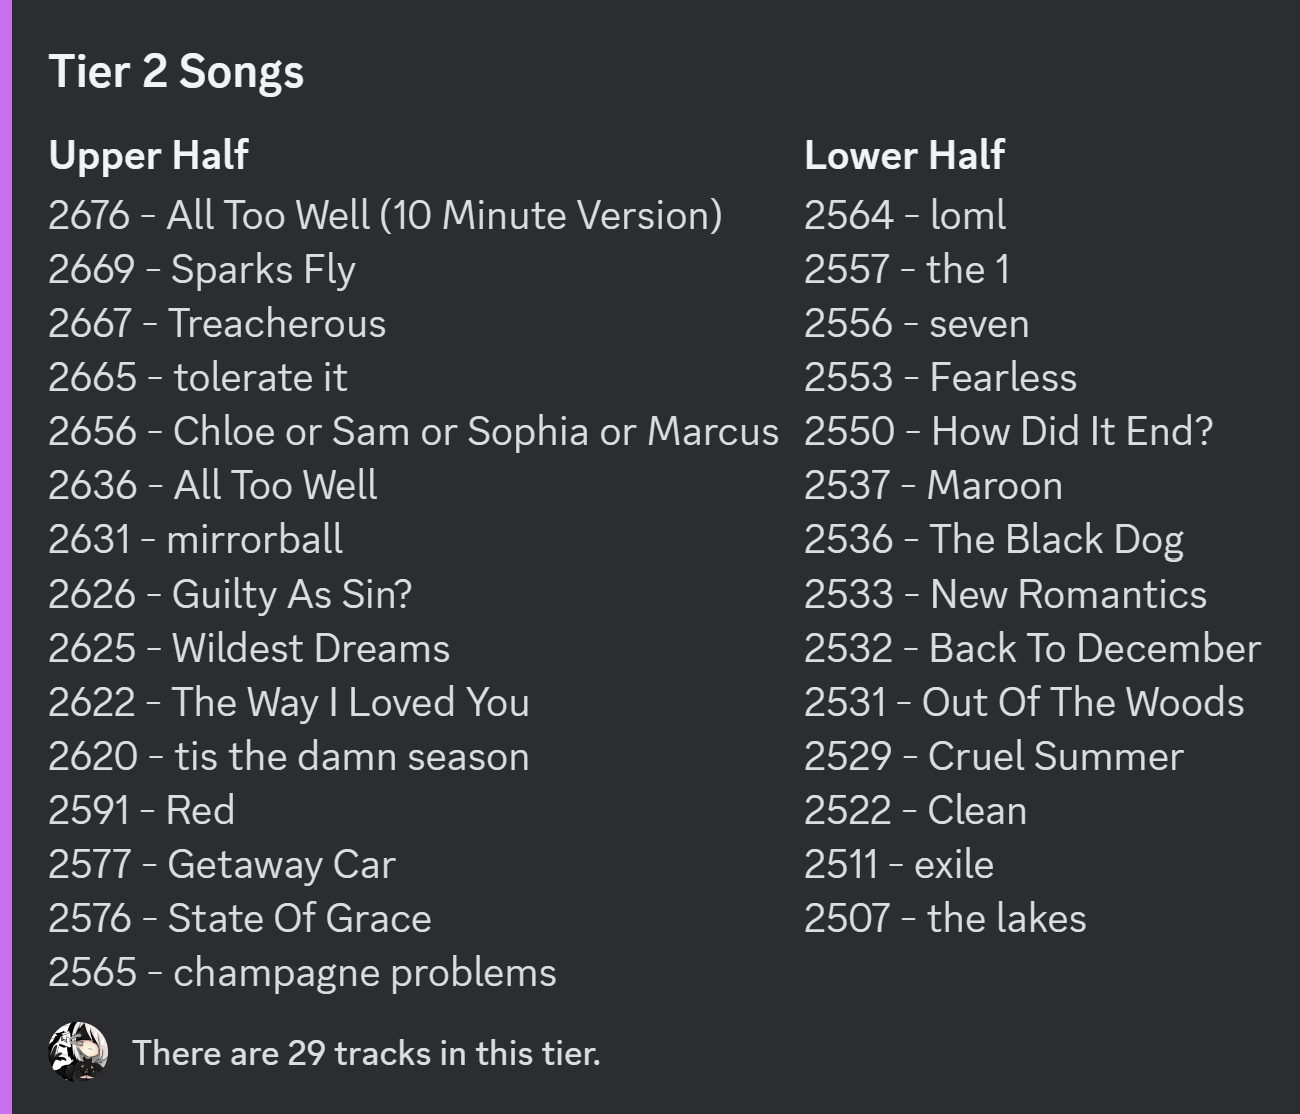 Tier 2 Songs
Upper Half
2676 - All Too Well (10 Minute Version)
2669 - Sparks Fly
2667 - Treacherous
2665 - tolerate it
2656 - Chloe or Sam or Sophia or Marcus
2636 - All Too Well
2631 - mirrorball
2626 - Guilty As Sin?
2625 - Wildest Dreams
2622 - The Way I Loved You
2620 - tis the damn season
2591 - Red
2577 - Getaway Car
2576 - State Of Grace
2565 - champagne problems
Lower Half
2564 - loml
2557 - the 1
2556 - seven
2553 - Fearless
2550 - How Did It End?
2537 - Maroon
2536 - The Black Dog
2533 - New Romantics
2532 - Back To December
2531 - Out Of The Woods
2529 - Cruel Summer
2522 - Clean
2511 - exile
2507 - the lakes
There are 29 tracks in this tier.